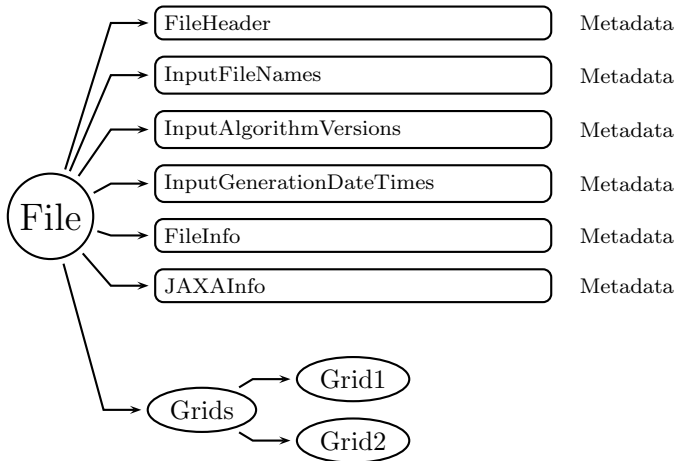 FileHeader Metadata
InputFileNames Metadata
InputAlgorithmVersions Metadata
InputGenerationDateTimes Metadata
File
FileInfo Metadata
JAXAInfo Metadata
Grid1
Grids
Grid2